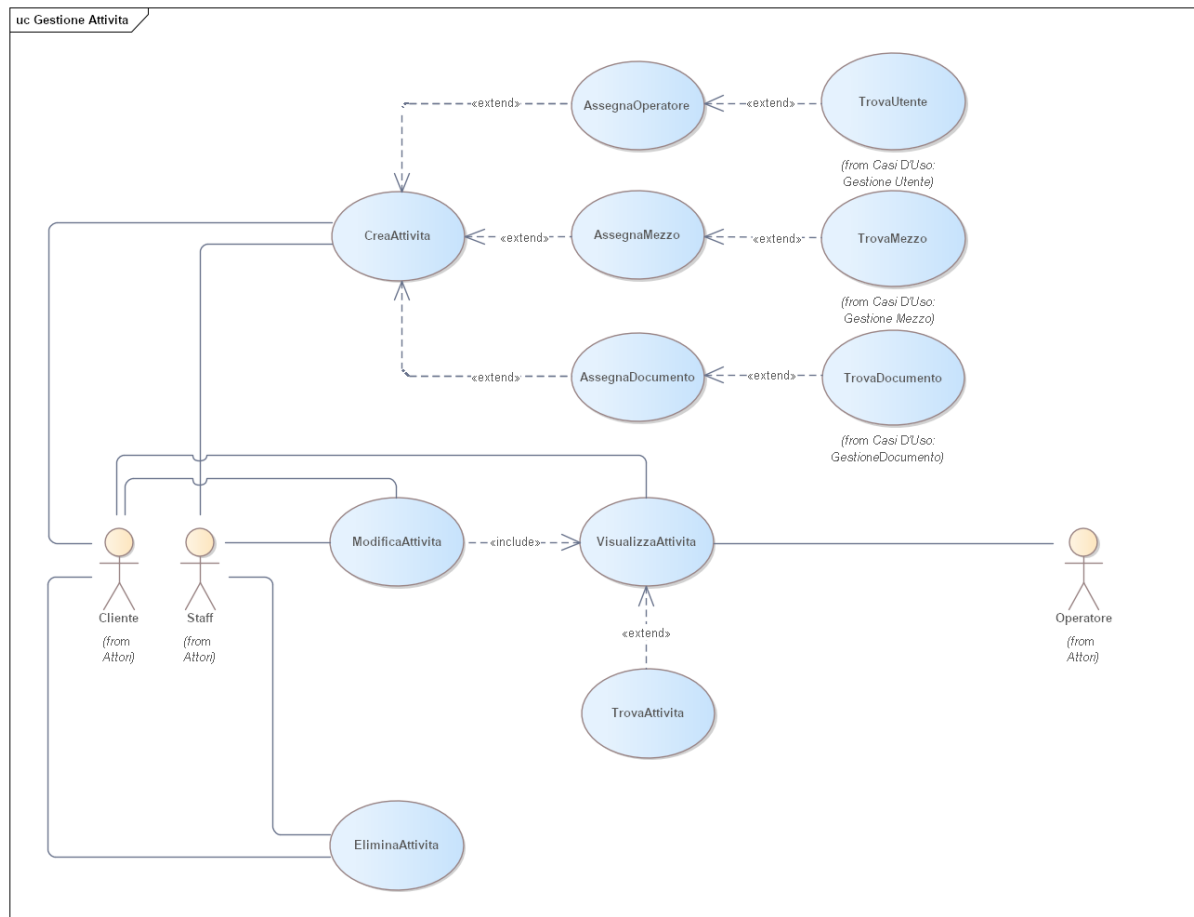 uc Gestione Attivita
AssegnaOperatore
«extend»
«extend»
TrovaUtente
(from Casi D'Uso:
Gestione Utente)
CreaAttivita
«extend»
AssegnaMezzo
«extend»
TrovaMezzo
(from Casi D'Uso:
Gestione Mezzo)
«extend»
AssegnaDocumento
«extend»
TrovaDocumento
(from Casi D'Uso:
GestioneDocumento)
ModificaAttivita
«include»
VisualizzaAttivita
Cliente
(from
Attori)
Staff
(from
Attori)
Operatore
(from
Attori)
«extend»
TrovaAttivita
EliminaAttivita